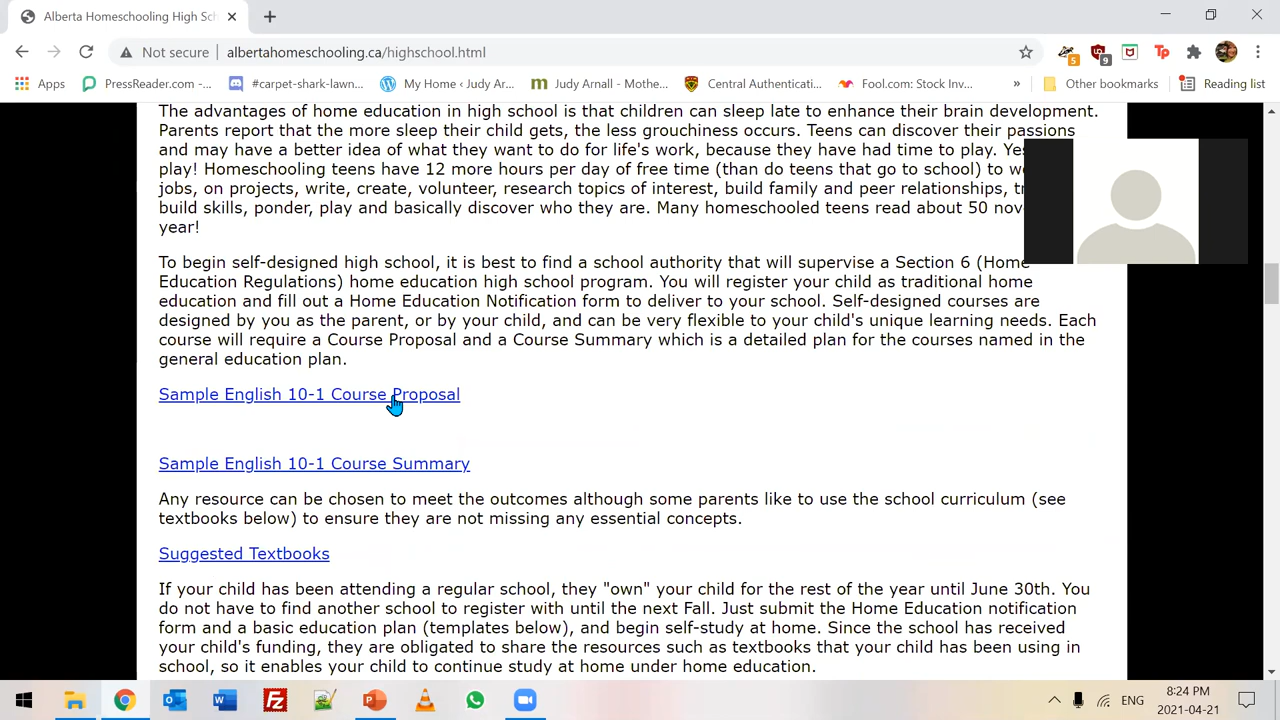 Alberta Homeschooling High Sch
Not secure albertahomeschooling.ca/highschool.html
5
9
Apps PressReader.com -... #carpet-shark-lawn... My Home ‹ Judy Ar... Judy Arnall - Mothe... Central Authenticati... Fool.com: Stock Inv... » Other bookmarks Reading list
The advantages of home education in high school is that children can sleep late to enhance their brain development.
Parents report that the more sleep their child gets, the less grouchiness occurs. Teens can discover their passions
and may have a better idea of what they want to do for life's work, because they have had time to play. Yes
play! Homeschooling teens have 12 more hours per day of free time (than do teens that go to school) to
jobs, on projects, write, create, volunteer, research topics of interest, build family and peer relationships,
build skills, ponder, play and basically discover who they are. Many homeschooled teens read about 50
year!
To begin self-designed high school, it is best to find a school authority that will supervise a Section 6 (Home
Education Regulations) home education high school program. You will register your child as traditional home
education and fill out a Home Education Notification form to deliver to your school. Self-designed courses are
designed by you as the parent, or by your child, and can be very flexible to your child's unique learning needs. Each
course will require a Course Proposal and a Course Summary which is a detailed plan for the courses named in the
general education plan.
Sample English 10-1 Course Proposal
Sample English 10-1 Course Summary
Any resource can be chosen to meet the outcomes although some parents like to use the school curriculum (see
textbooks below) to ensure they are not missing any essential concepts.
Suggested Textbooks
If your child has been attending a regular school, they "own" your child for the rest of the year until June 30th. You
do not have to find another school to register with until the next Fall. Just submit the Home Education notification
form and a basic education plan (templates below), and begin self-study at home. Since the school has received
your child's funding, they are obligated to share the resources such as textbooks that your child has been using in
school, so it enables your child to continue study at home under home education.
ENG
8:24 PM
2021-04-21